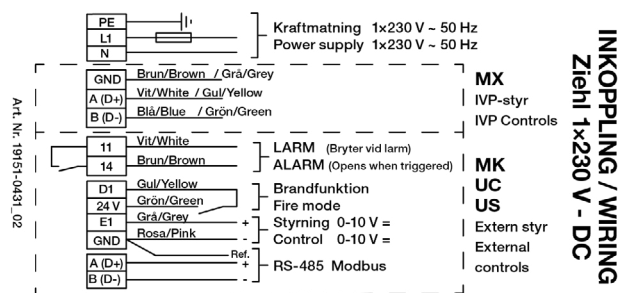 PE
L1
N
Kraftmatning 1×230 V ~ 50 Hz
Power supply 1×230 V ~ 50 Hz
GND Brun/Brown / Grå/Grey
A (D+) Vit/White / Gul/Yellow
B (D-) Blå/Blue / Grön/Green
MX
IVP-styr
IVP Controls
11 Vit/White
14 Brun/Brown
LARM (Bryter vid larm)
ALARM (Opens when triggered)
D1 Gul/Yellow
24 V Grön/Green
Brandfunktion
Fire mode
E1 Grå/Grey +
GND Rosa/Pink -
Styrning 0-10 V =
Control 0-10 V =
Ref.
A (D+) +
B (D-) -
RS-485 Modbus
MK
UC
US
Extern styr
External
controls
INKOPPLING / WIRING
Ziehl 1×230 V - DC
Art. Nr. 19151-0431_02